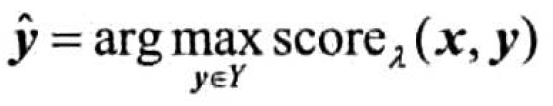 ŷ = arg max score_λ (x, y)
y∈Y